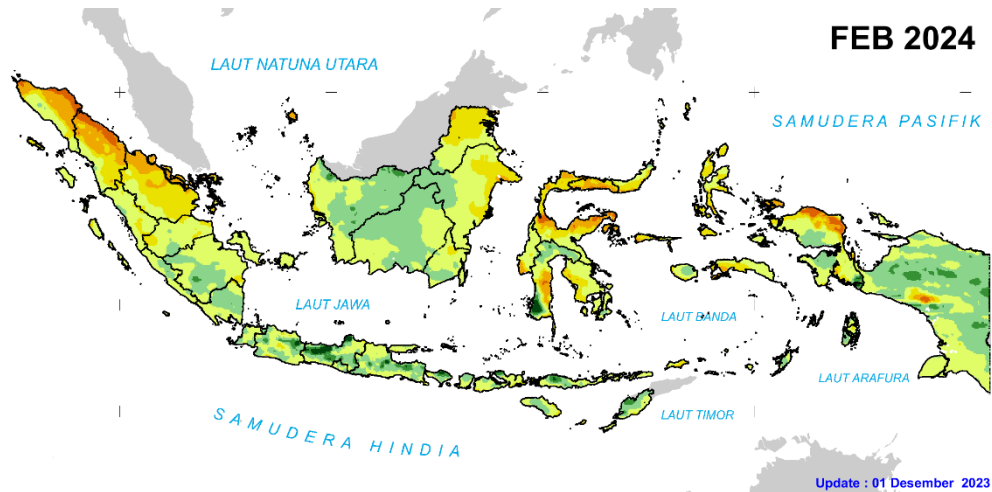 FEB 2024
LAUT NATUNA UTARA
SAMUDERA PASIFIK
LAUT JAWA
LAUT BANDA
LAUT ARAFURA
LAUT TIMOR
SAMUDERA HINDIA
Update : 01 Desember 2023